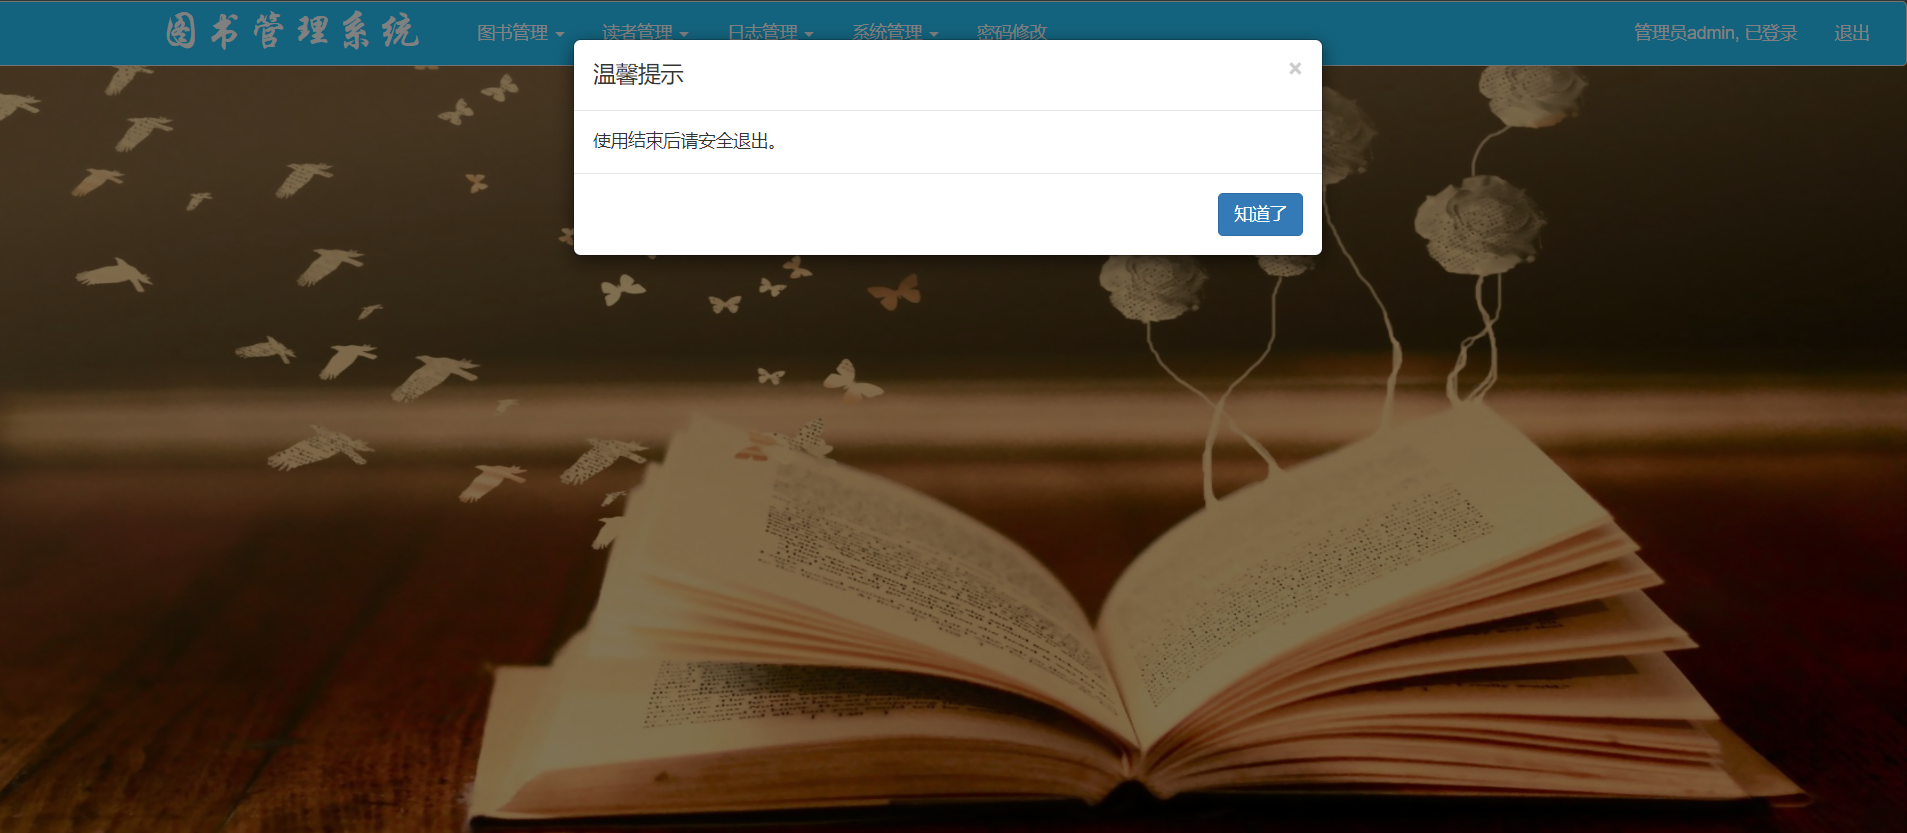 图书管理系统
图书管理
读者管理
日志管理
系统管理
密码修改
管理员admin, 已登录
退出
温馨提示
×
使用结束后请安全退出。
知道了